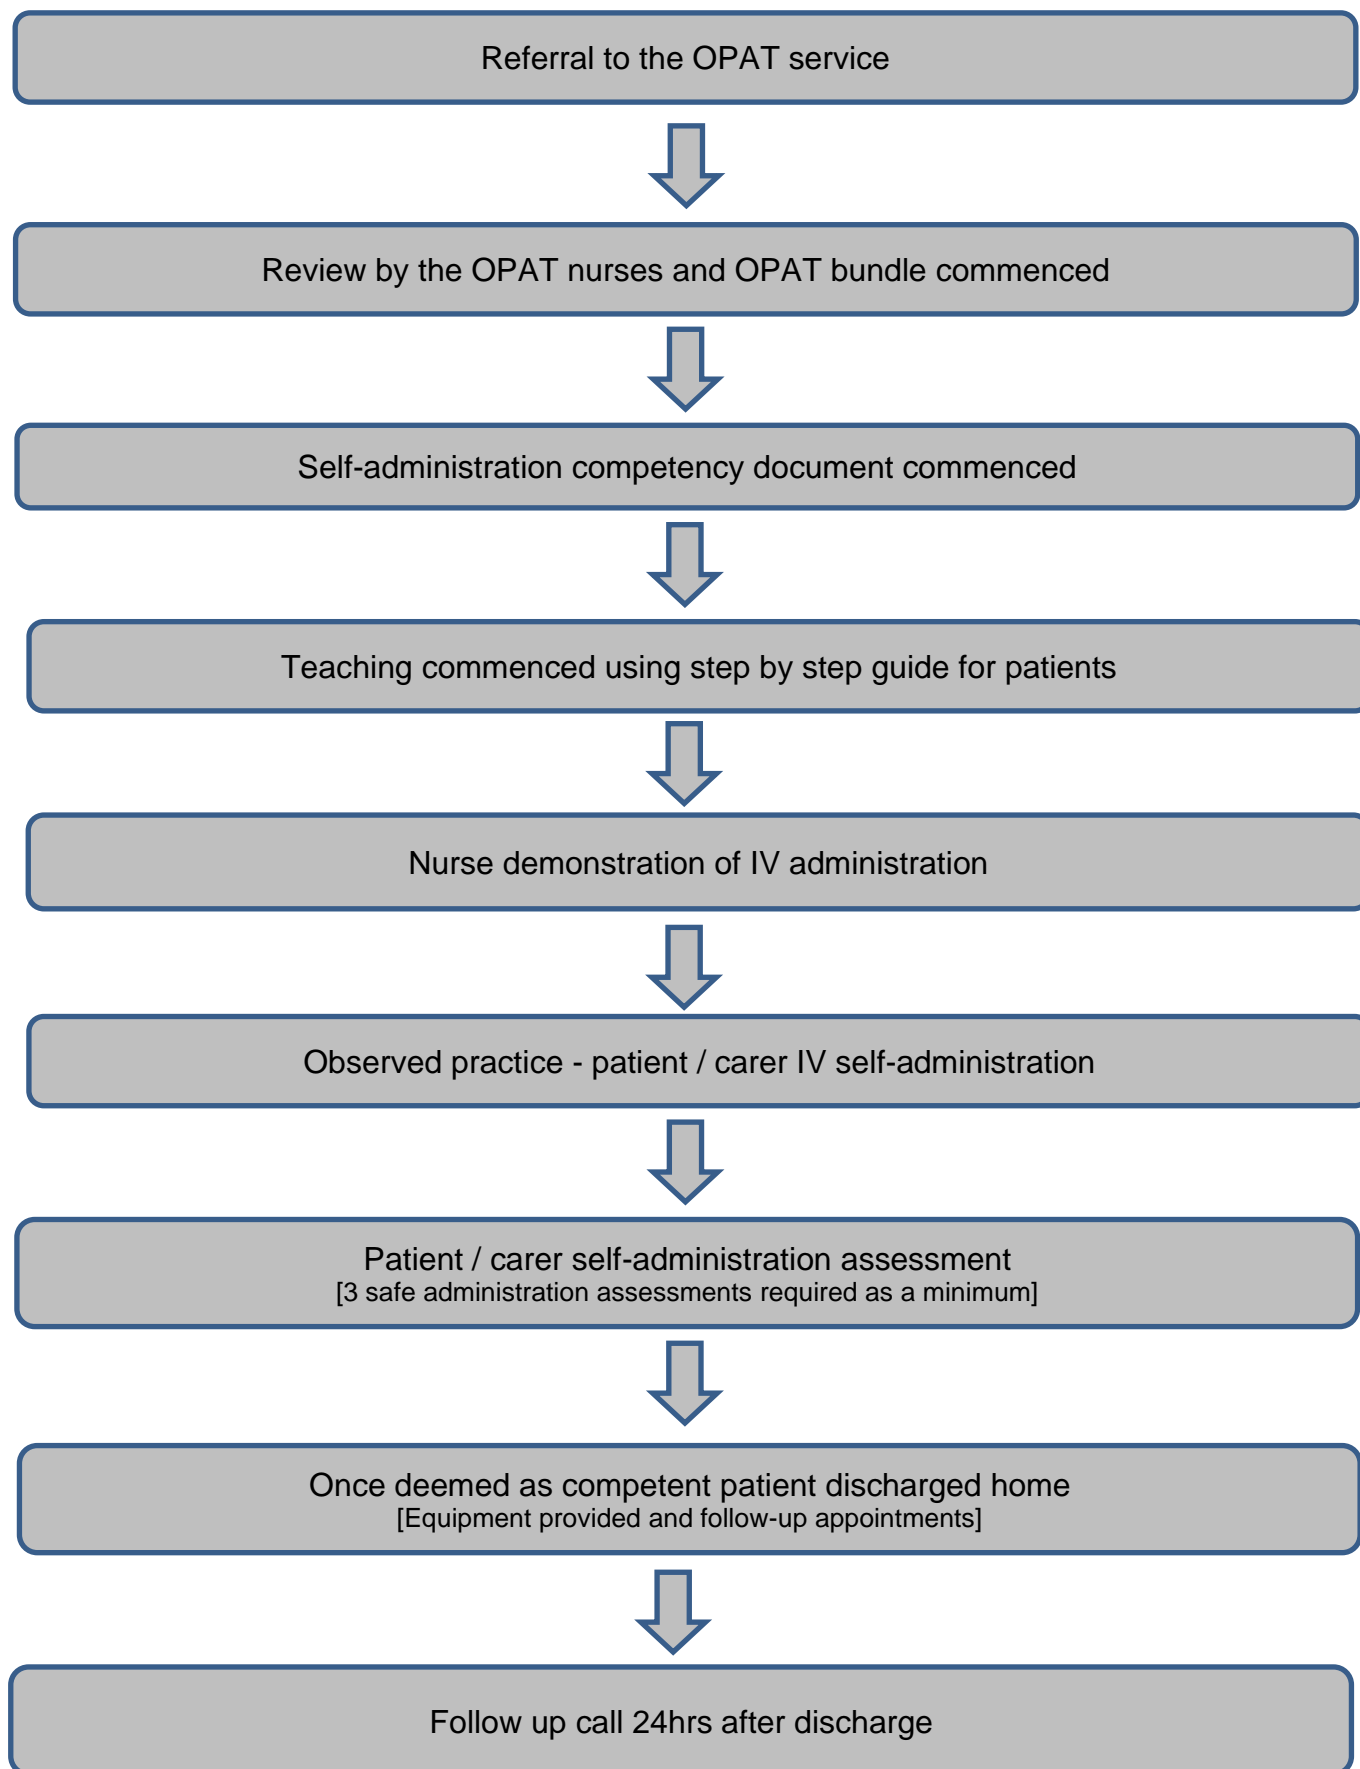 Referral to the OPAT service
Review by the OPAT nurses and OPAT bundle commenced
Self-administration competency document commenced
Teaching commenced using step by step guide for patients
Nurse demonstration of IV administration
Observed practice - patient / carer IV self-administration
Patient / carer self-administration assessment
[3 safe administration assessments required as a minimum]
Once deemed as competent patient discharged home
[Equipment provided and follow-up appointments]
Follow up call 24hrs after discharge